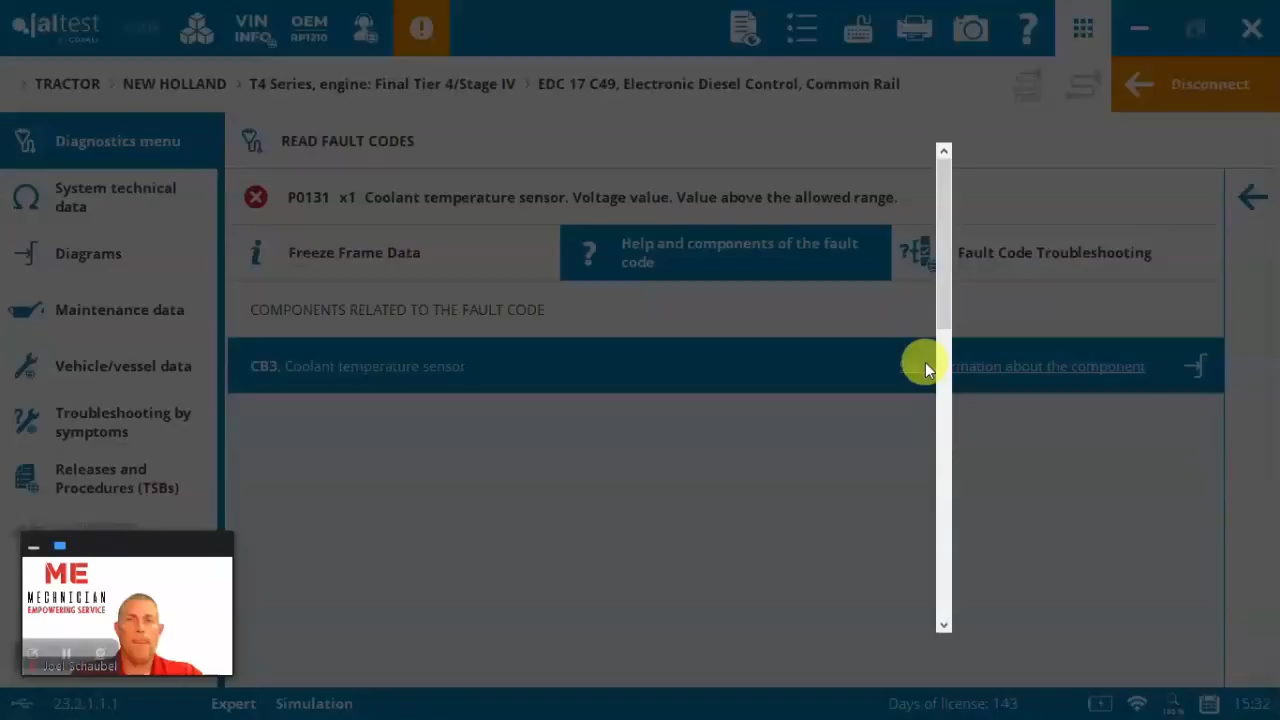 jaltest
VIN INFO
OEM RPT210
TRACTOR > NEW HOLLAND > T4 Series, engine: Final Tier 4/Stage IV > EDC 17 C49, Electronic Diesel Control, Common Rail
Disconnect
Diagnostics menu
System technical data
Diagrams
Maintenance data
Vehicle/vessel data
Troubleshooting by symptoms
Releases and Procedures (TSBs)
READ FAULT CODES
P0131 x1 Coolant temperature sensor. Voltage value. Value above the allowed range.
Freeze Frame Data
Help and components of the fault code
Fault Code Troubleshooting
COMPONENTS RELATED TO THE FAULT CODE
CB3, Coolant temperature sensor
about the component
ME
MECHNICIAN
EMPOWERING SERVICE
Joel Schaubel
23.2.1.1.1
Expert
Simulation
Days of license: 143
100 %
15:32